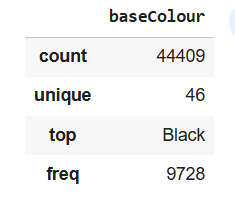 baseColour
count 44409
unique 46
top Black
freq 9728